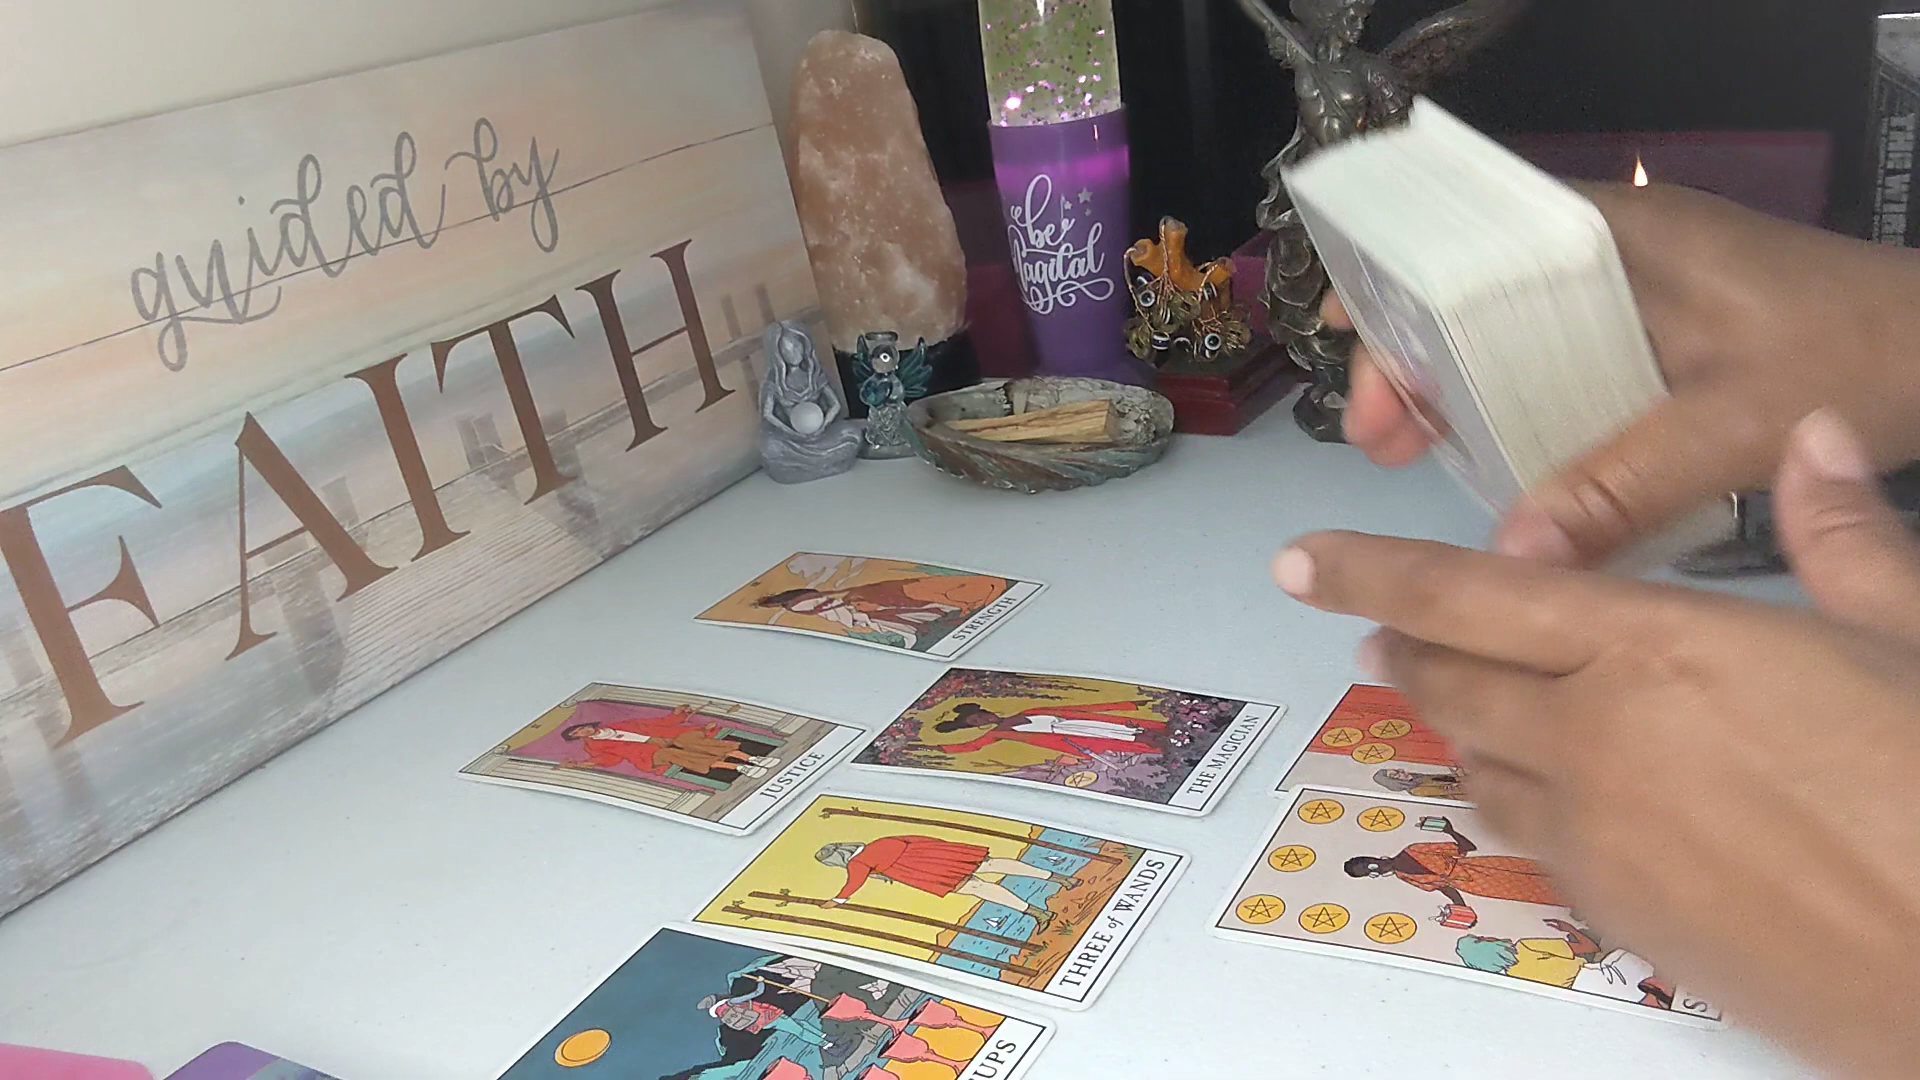 guided by
FAITH
be
Magical
STRENGTH
JUSTICE
THE MAGICIAN
THREE of WANDS
CUPS